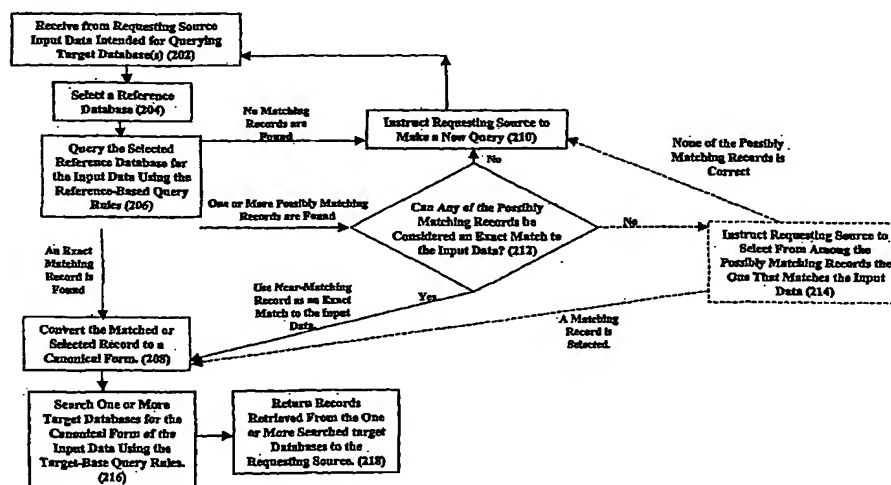 Receive from Requesting Source
Input Data Intended for Querying
Target Database(s) (202)
Select a Reference
Database (204)
No Matching
Records are
Found
Instruct Requesting Source to
Make a New Query (210)
Query the Selected
Reference Database for
the Input Data Using the
Reference-Based Query
Rules (206)
None of the Possibly
Matching Records is
Correct
No
One or More Possibly Matching
Records are Found
Can Any of the Possibly
Matching Records be
Considered an Exact Match to
the Input Data? (212)
No
Instruct Requesting Source to
Select From Among the
Possibly Matching Records the
One That Matches the Input
Data (214)
An Exact
Matching
Record is
Found
Use Near-Matching
Record as an Exact
Match to the Input
Data.
Yes
Convert the Matched or
Selected Record to a
Canonical Form. (208)
A Matching
Record is
Selected.
Search One or More
Target Databases for the
Canonical Form of the
Input Data Using the
Target-Base Query Rules.
(216)
Return Records
Retrieved From the One
or More Searched target
Databases to the
Requesting Source. (218)